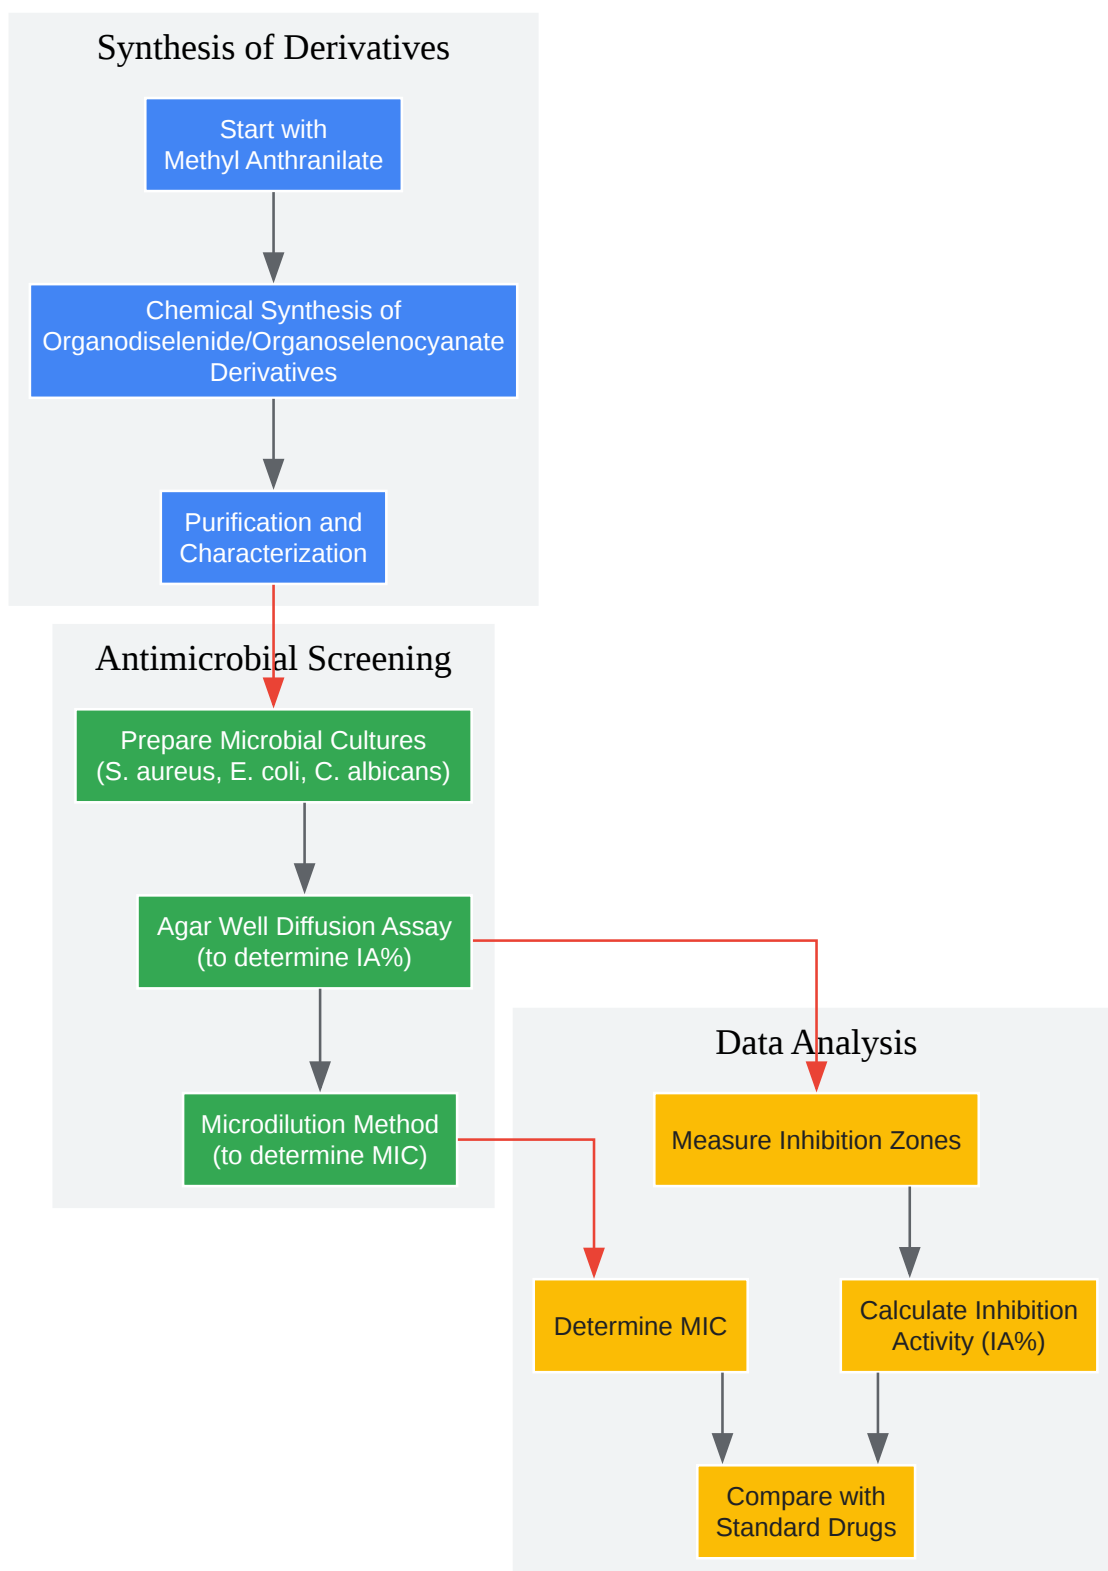 Synthesis of Derivatives
Start with
Methyl Anthranilate
Chemical Synthesis of
Organodiselenide/Organoselenocyanate
Derivatives
Purification and
Characterization
Antimicrobial Screening
Prepare Microbial Cultures
(S. aureus, E. coli, C. albicans)
Agar Well Diffusion Assay
(to determine IA%)
Microdilution Method
(to determine MIC)
Data Analysis
Measure Inhibition Zones
Determine MIC
Calculate Inhibition
Activity (IA%)
Compare with
Standard Drugs